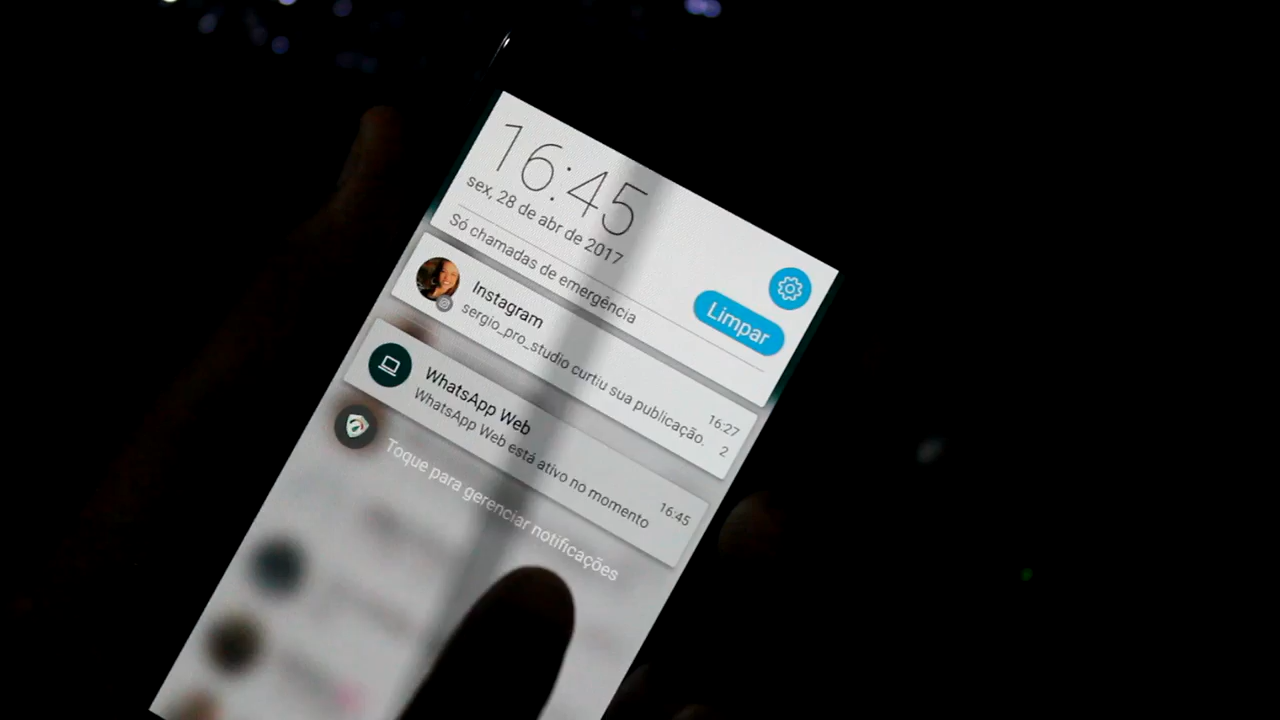 16:45
sex, 28 de abr de 2017
Só chamadas de emergência
Limpar
Instagram
16:27
sergio_pro_studio curtiu sua publicação.
2
WhatsApp Web
16:45
WhatsApp Web está ativo no momento
Toque para gerenciar notificações